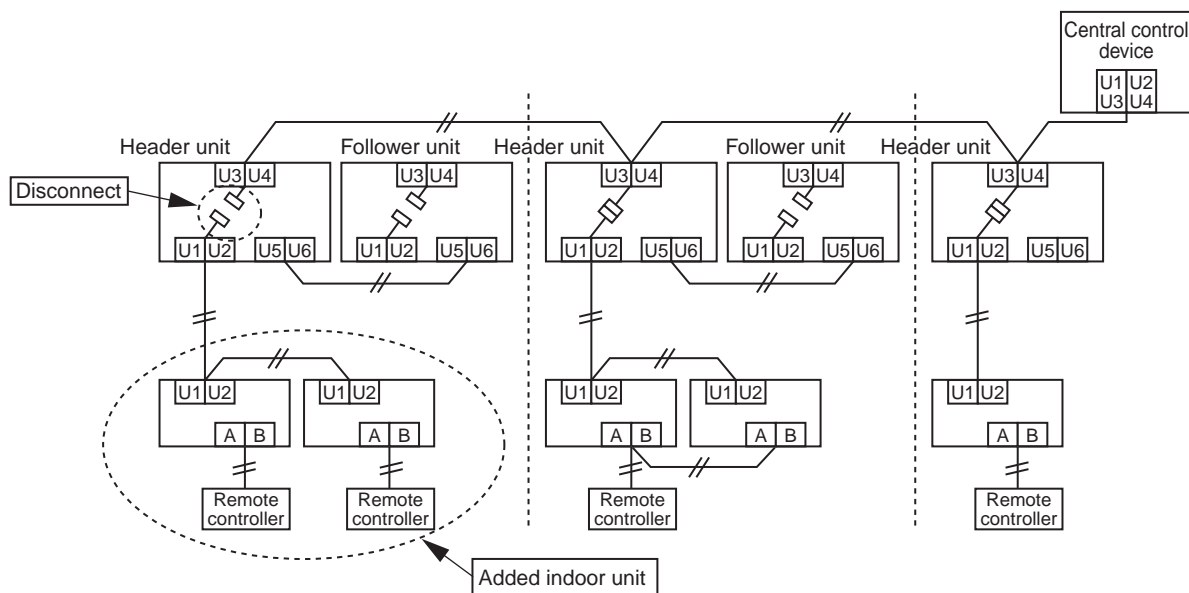 Central control
device
U1 U2
U3 U4
Header unit
Follower unit
Header unit
Follower unit
Header unit
U3 U4
U3 U4
U3 U4
U3 U4
U3 U4
Disconnect
U1 U2
U5 U6
U1 U2
U5 U6
U1 U2
U5 U6
U1 U2
U5 U6
U1 U2
U5 U6
U1 U2
U1 U2
U1 U2
U1 U2
U1 U2
A B
A B
A B
A B
A B
Remote
controller
Remote
controller
Remote
controller
Remote
controller
Added indoor unit